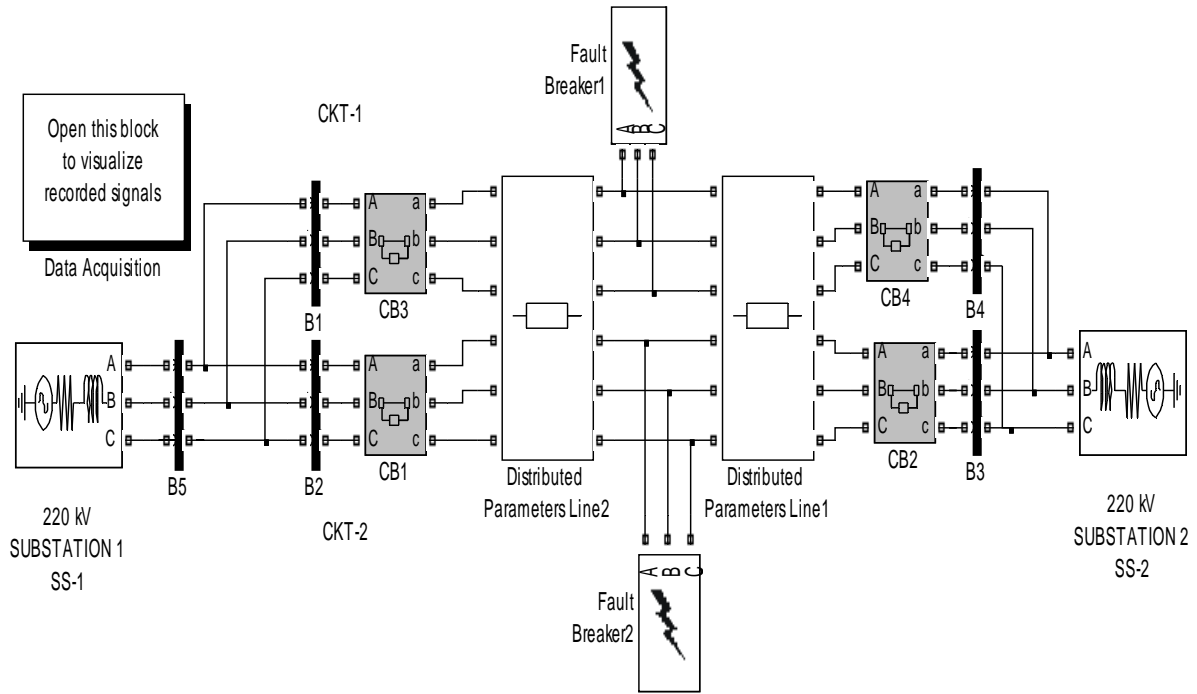 Fault
Breaker1
A B C
CKT-1
Open this block
to visualize
recorded signals
Data Acquisition
A a
B b
C c
CB3
B1
A a
B b
C c
CB4
B4
A
B
C
B5
B2
A a
B b
C c
CB1
Distributed
Parameters Line2
Distributed
Parameters Line1
A a
B b
C c
CB2
B3
A
B
C
220 kV
SUBSTATION 1
SS-1
CKT-2
220 kV
SUBSTATION 2
SS-2
A B C
Fault
Breaker2